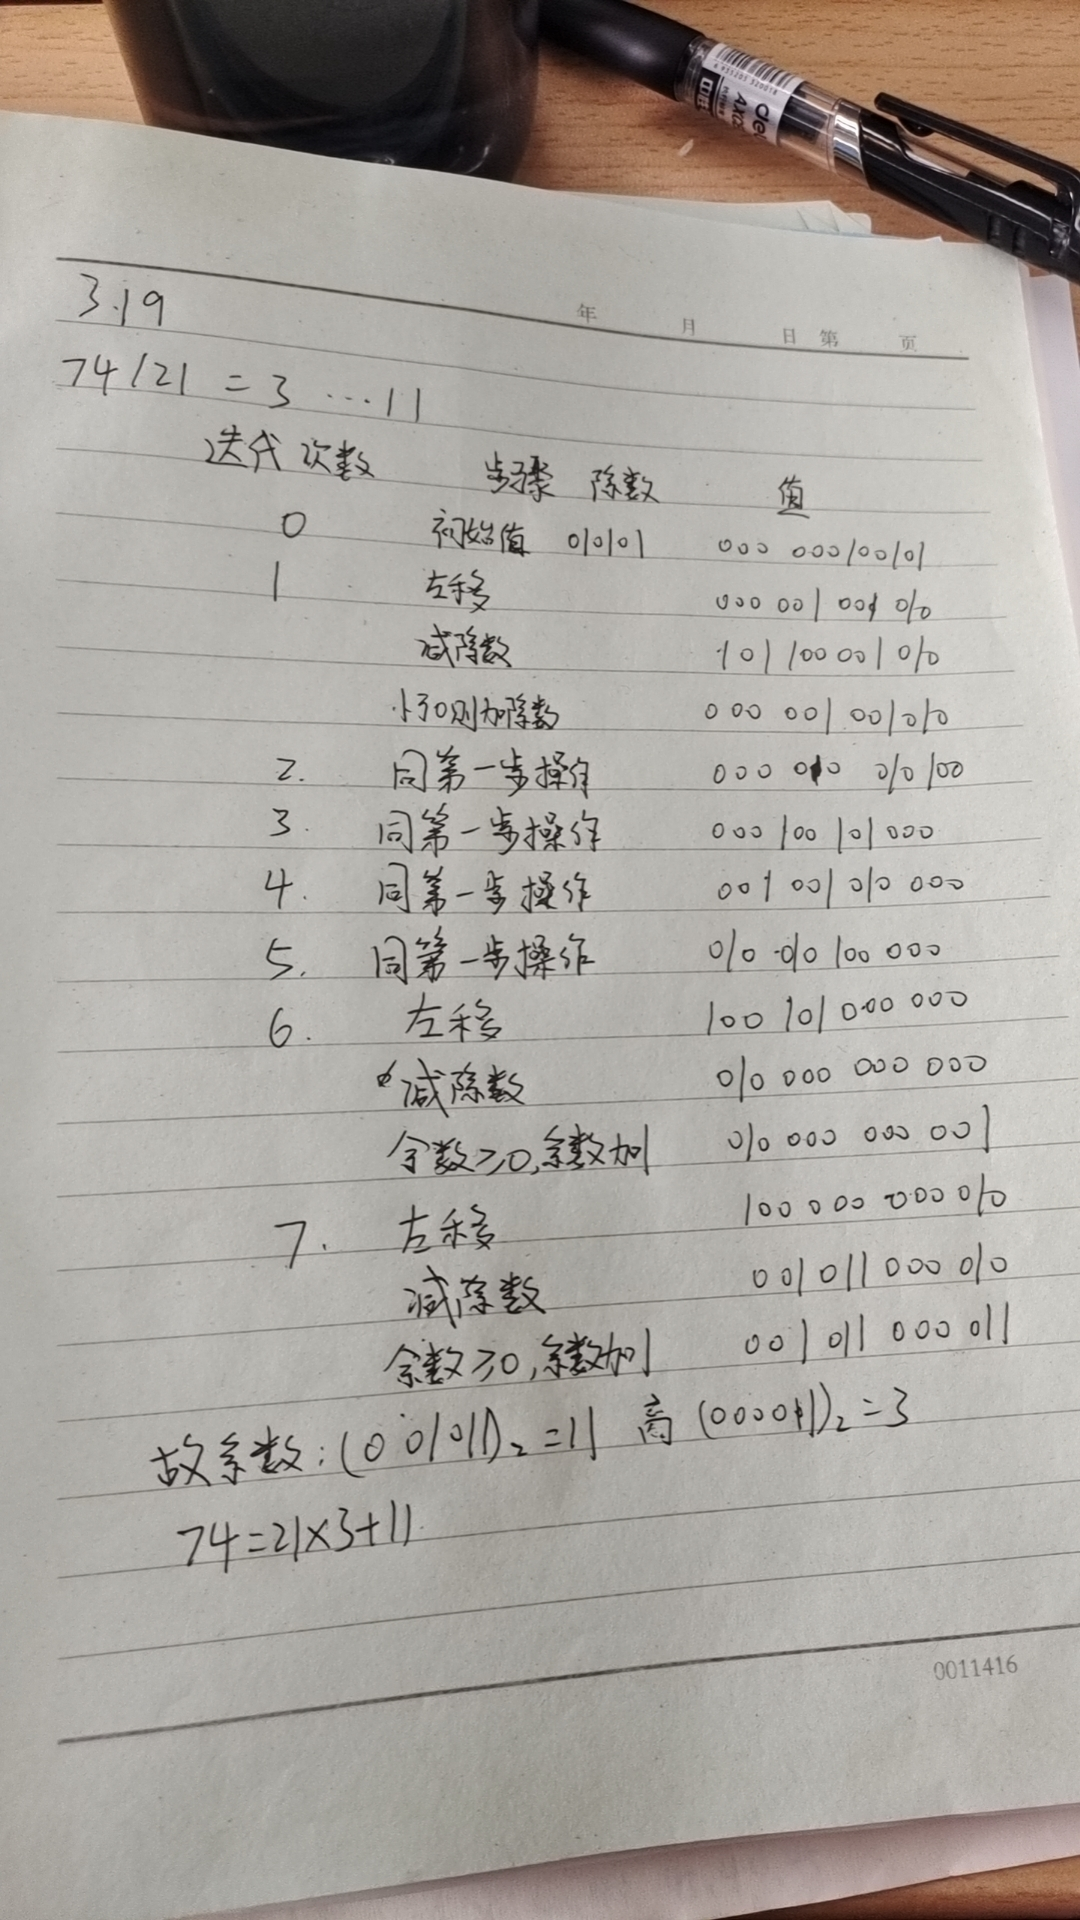 deli
AX02
6 935205 320018
年 月 日 第 页
3.19
74/21 = 3 ···11
迭代次数 步骤 除数 值
0 初始值 010101 000 000100101
1 左移 000 001 001 010
减除数 101 100 001 010
小于0则加除数 000 001 001010
2. 同第一步操作 000 010 010 100
3. 同第一步操作 000 100 101 000
4. 同第一步操作 001 001 010 000
5. 同第一步操作 010 010 100 000
6. 左移 100 101 000 000
减除数 010 000 000 000
余数≥0,余数加1 010 000 000 001
7. 左移 100 000 000 010
减除数 001 011 000 010
余数≥0,余数加1 001 011 000 011
故余数:(001011)₂=11 商(000011)₂=3
74=21×3+11.
0011416